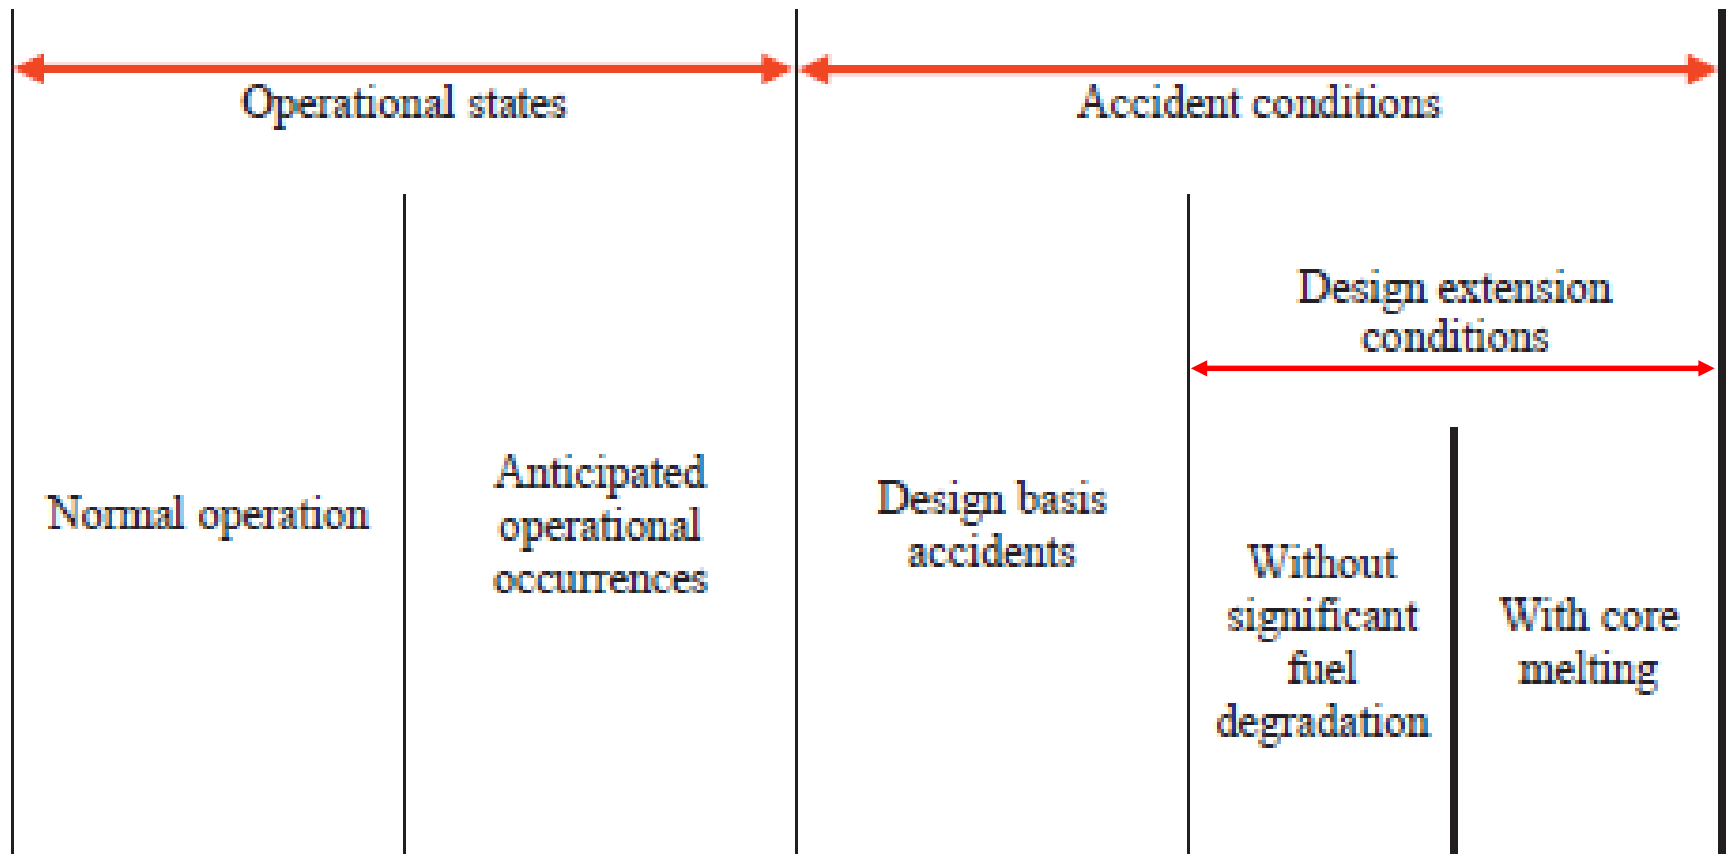 Operational states
Accident conditions
Design extension
conditions
Normal operation
Anticipated
operational
occurrences
Design basis
accidents
Without
significant
fuel
degradation
With core
melting